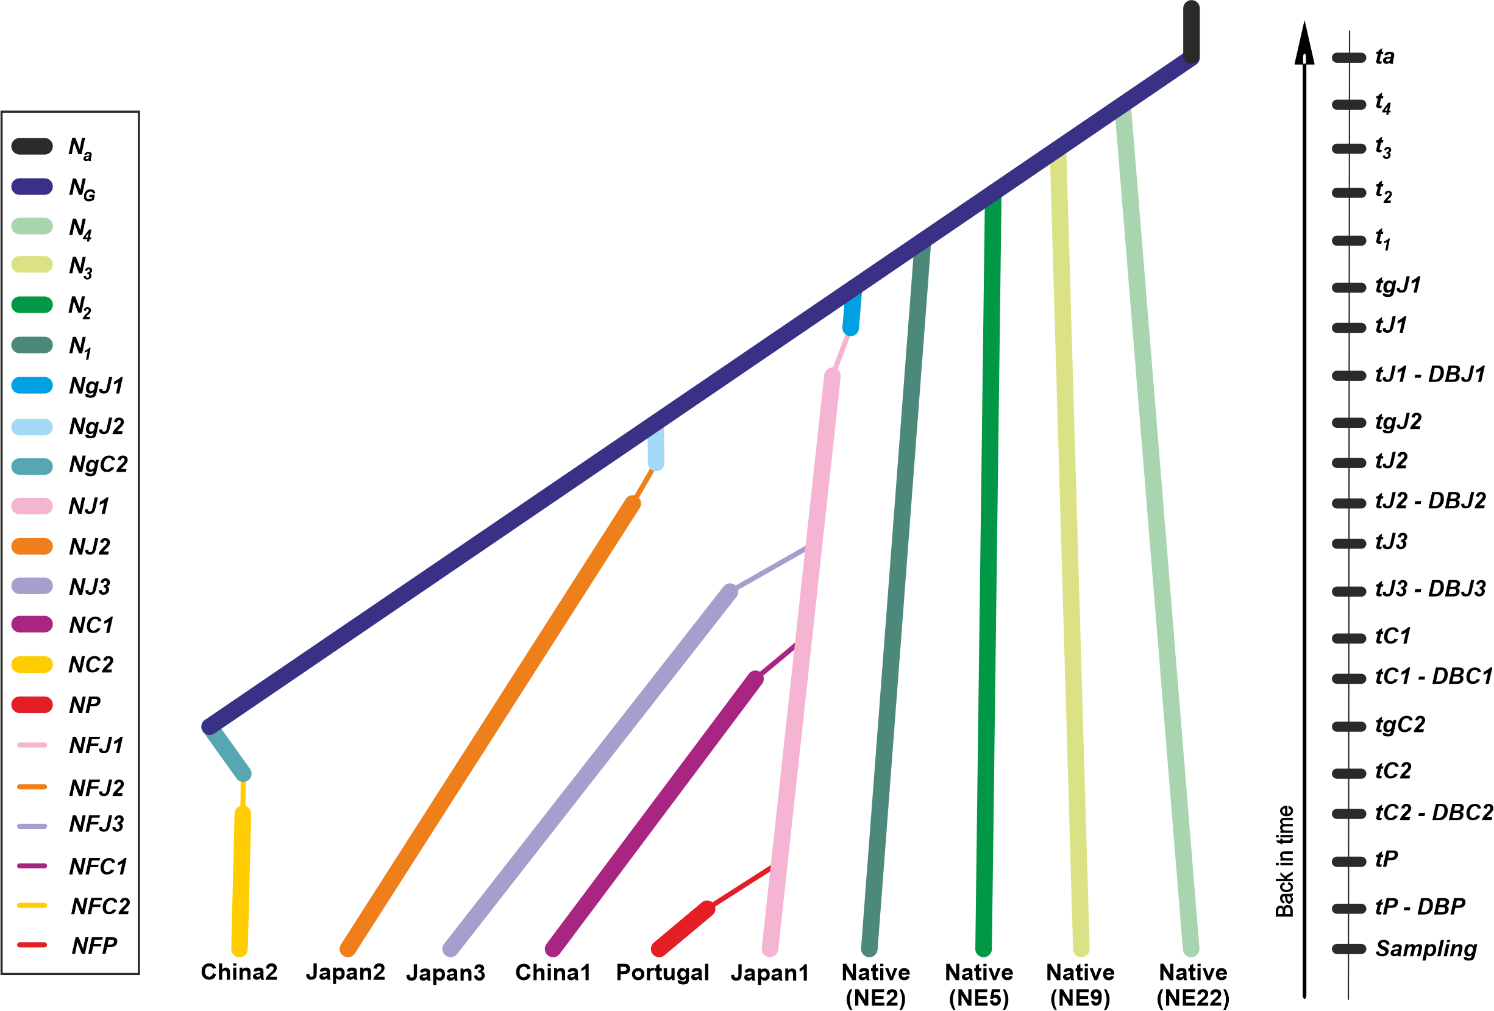 Na
NG
N4
N3
N2
N1
NgJ1
NgJ2
NgC2
NJ1
NJ2
NJ3
NC1
NC2
NP
NFJ1
NFJ2
NFJ3
NFC1
NFC2
NFP
China2
Japan2
Japan3
China1
Portugal
Japan1
Native
(NE2)
Native
(NE5)
Native
(NE9)
Native
(NE22)
Back in time
ta
t4
t3
t2
t1
tgJ1
tJ1
tJ1 - DBJ1
tgJ2
tJ2
tJ2 - DBJ2
tJ3
tJ3 - DBJ3
tC1
tC1 - DBC1
tgC2
tC2
tC2 - DBC2
tP
tP - DBP
Sampling